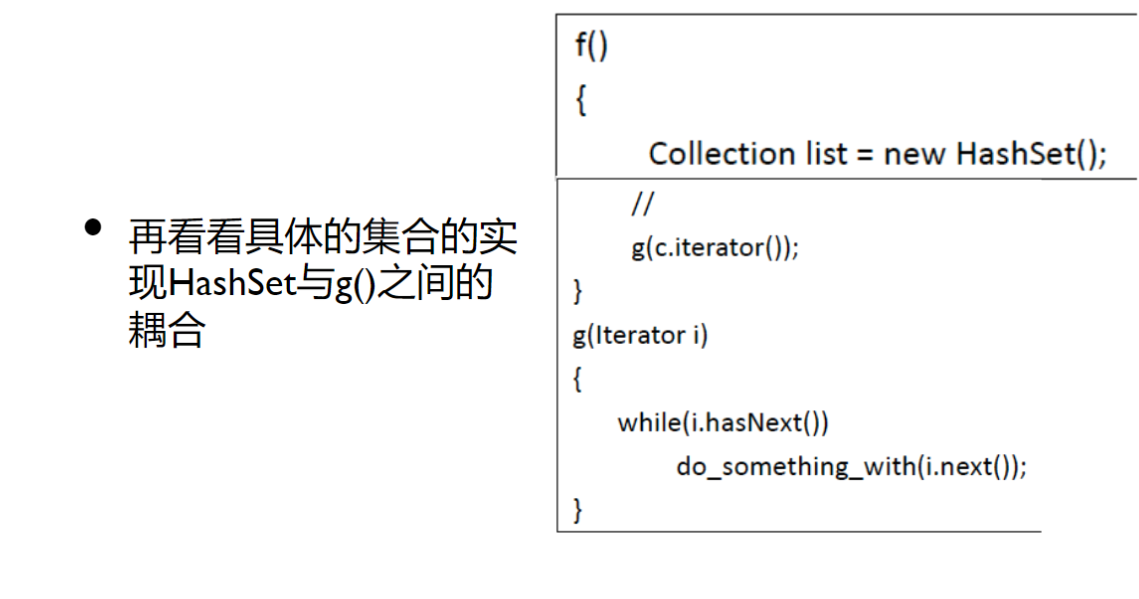 • 再看看具体的集合的实
现HashSet与g()之间的
耦合
f()
{
Collection list = new HashSet();
//
g(c.iterator());
}
g(Iterator i)
{
while(i.hasNext())
do_something_with(i.next());
}